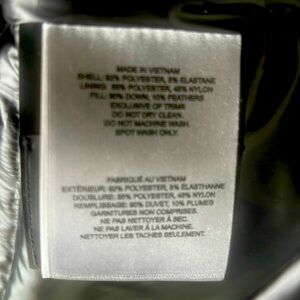 MADE IN VIETNAM
SHELL: 92% POLYESTER, 8% ELASTANE
LINING: 55% POLYESTER, 45% NYLON
FILL: 90% DOWN, 10% FEATHERS
EXCLUSIVE OF TRIMS
DO NOT DRY CLEAN
DO NOT MACHINE WASH.
SPOT WASH ONLY.
FABRIQUÉ AU VIETNAM
EXTÉRIEUR: 92% POLYESTER, 8% ÉLASTHANNE
DOUBLURE: 55% POLYESTER, 45% NYLON
REMPLISSAGE: 90% DUVET, 10% PLUMES
GARNITURES NON COMPRISES.
NE PAS NETTOYER À SEC.
NE PAS LAVER À LA MACHINE.
NETTOYER LES TACHES SEULEMENT.